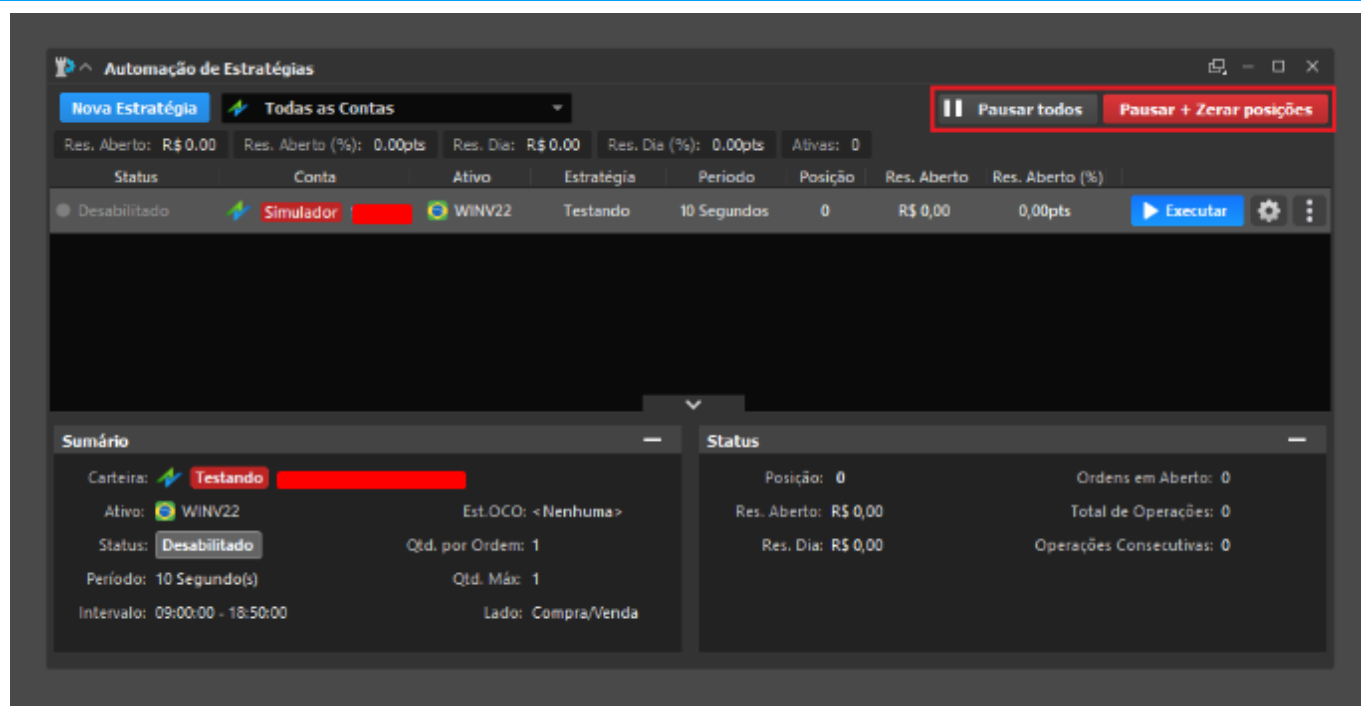 Automação de Estratégias
Nova Estratégia Todas as Contas Pausar todos Pausar + Zerar posições
Res. Aberto: R$ 0.00 Res. Aberto (%): 0.00pts Res. Dia: R$ 0.00 Res. Dia (%): 0.00pts Ativas: 0
Status Conta Ativo Estratégia Período Posição Res. Aberto Res. Aberto (%)
Desabilitado Simulador WINV22 Testando 10 Segundos 0 R$ 0,00 0,00pts Executar
Sumário
Carteira: Testando
Ativo: WINV22 Est.OCO: <Nenhuma>
Status: Desabilitado Qtd. por Ordem: 1
Período: 10 Segundo(s) Qtd. Máx: 1
Intervalo: 09:00:00 - 18:50:00 Lado: Compra/Venda
Status
Posição: 0 Ordens em Aberto: 0
Res. Aberto: R$ 0,00 Total de Operações: 0
Res. Dia: R$ 0,00 Operações Consecutivas: 0